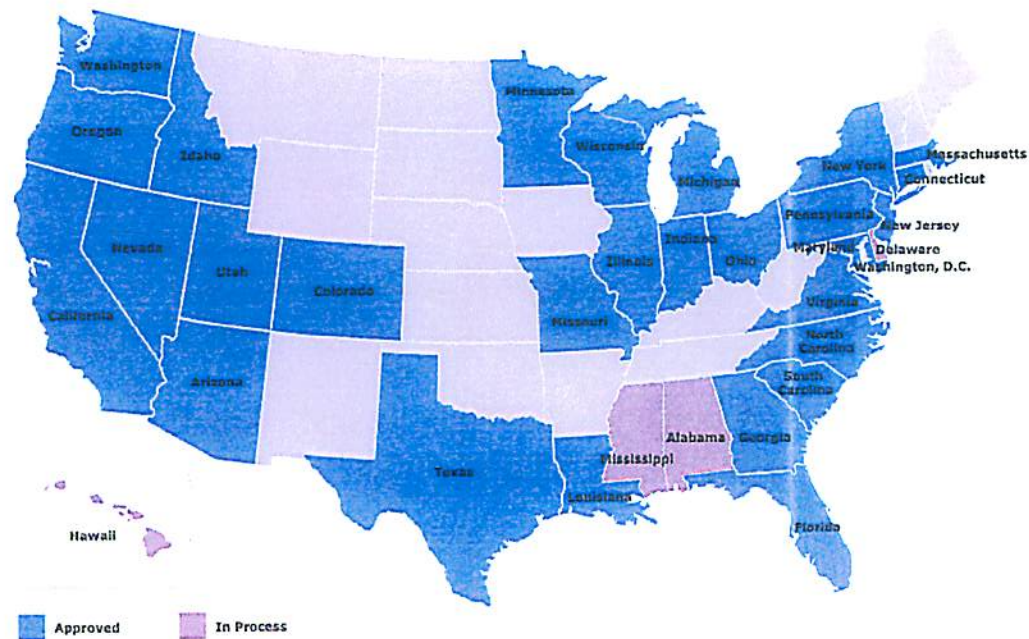 Washington
Minnesota
Oregon
Wisconsin
Massachusetts
Idaho
New York
Connecticut
Michigan
Pennsylvania
New Jersey
Nevada
Indiana
Maryland
Delaware
Utah
Illinois
Ohio
Washington, D.C.
Colorado
California
Missouri
Virginia
North
Carolina
Arizona
South
Carolina
Alabama
Georgia
Mississippi
Texas
Louisiana
Florida
Hawaii
Approved
In Process